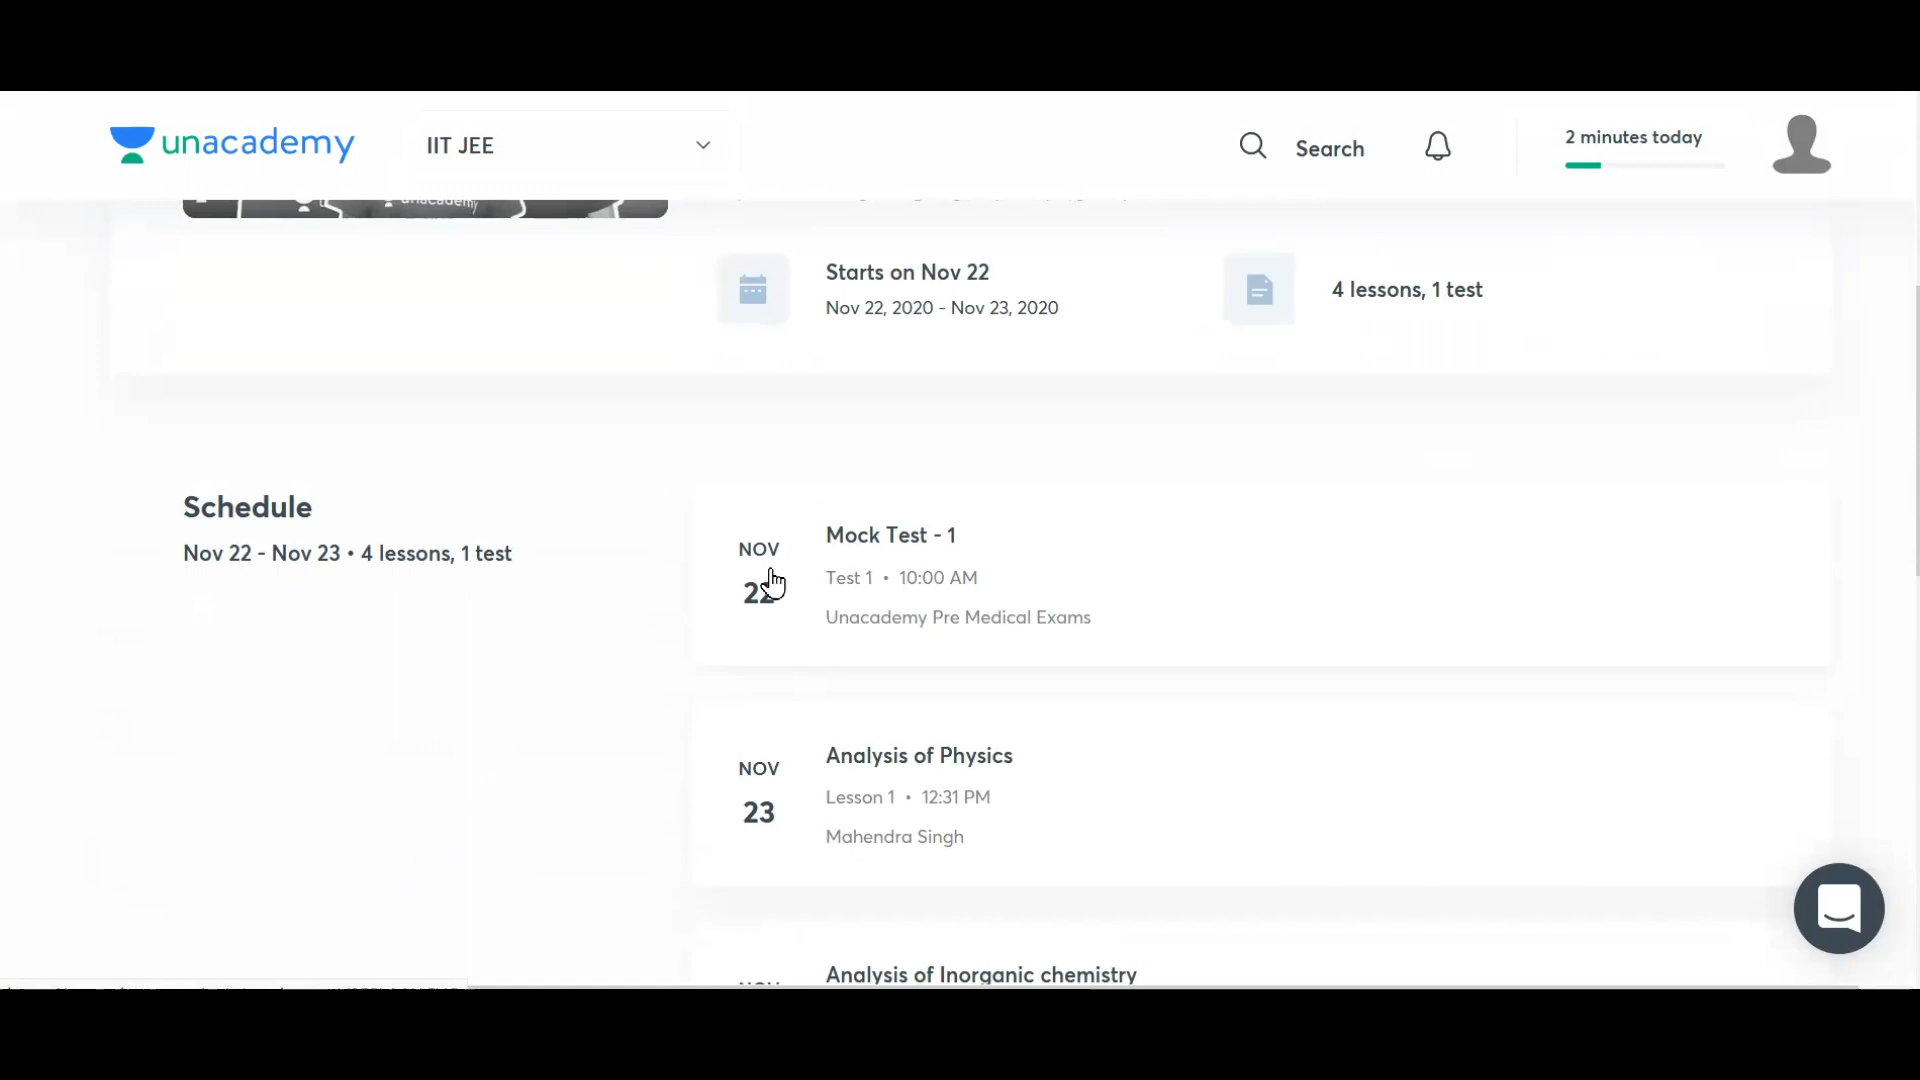 unacademy
IIT JEE
Search
2 minutes today
unacademy
Starts on Nov 22
Nov 22, 2020 - Nov 23, 2020
4 lessons, 1 test
Schedule
Nov 22 - Nov 23 • 4 lessons, 1 test
NOV
22
Mock Test - 1
Test 1 • 10:00 AM
Unacademy Pre Medical Exams
NOV
23
Analysis of Physics
Lesson 1 • 12:31 PM
Mahendra Singh
Analysis of Inorganic chemistry
NOV